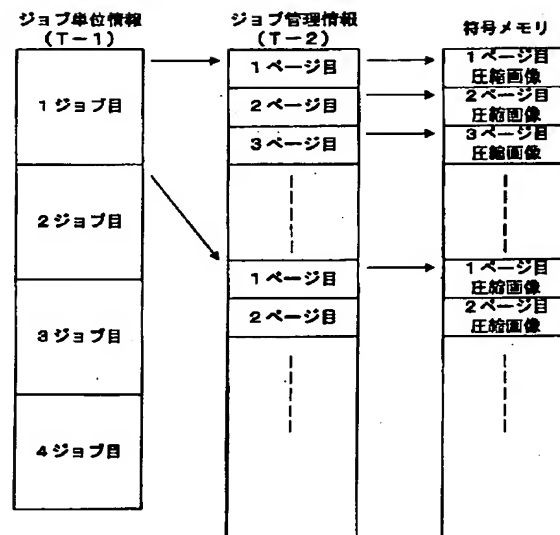 ジョブ単位情報
(T-1)
1ジョブ目
2ジョブ目
3ジョブ目
4ジョブ目
ジョブ管理情報
(T-2)
1ページ目
2ページ目
3ページ目
1ページ目
2ページ目
符号メモリ
1ページ目
圧縮画像
2ページ目
圧縮画像
3ページ目
圧縮画像
1ページ目
圧縮画像
2ページ目
圧縮画像